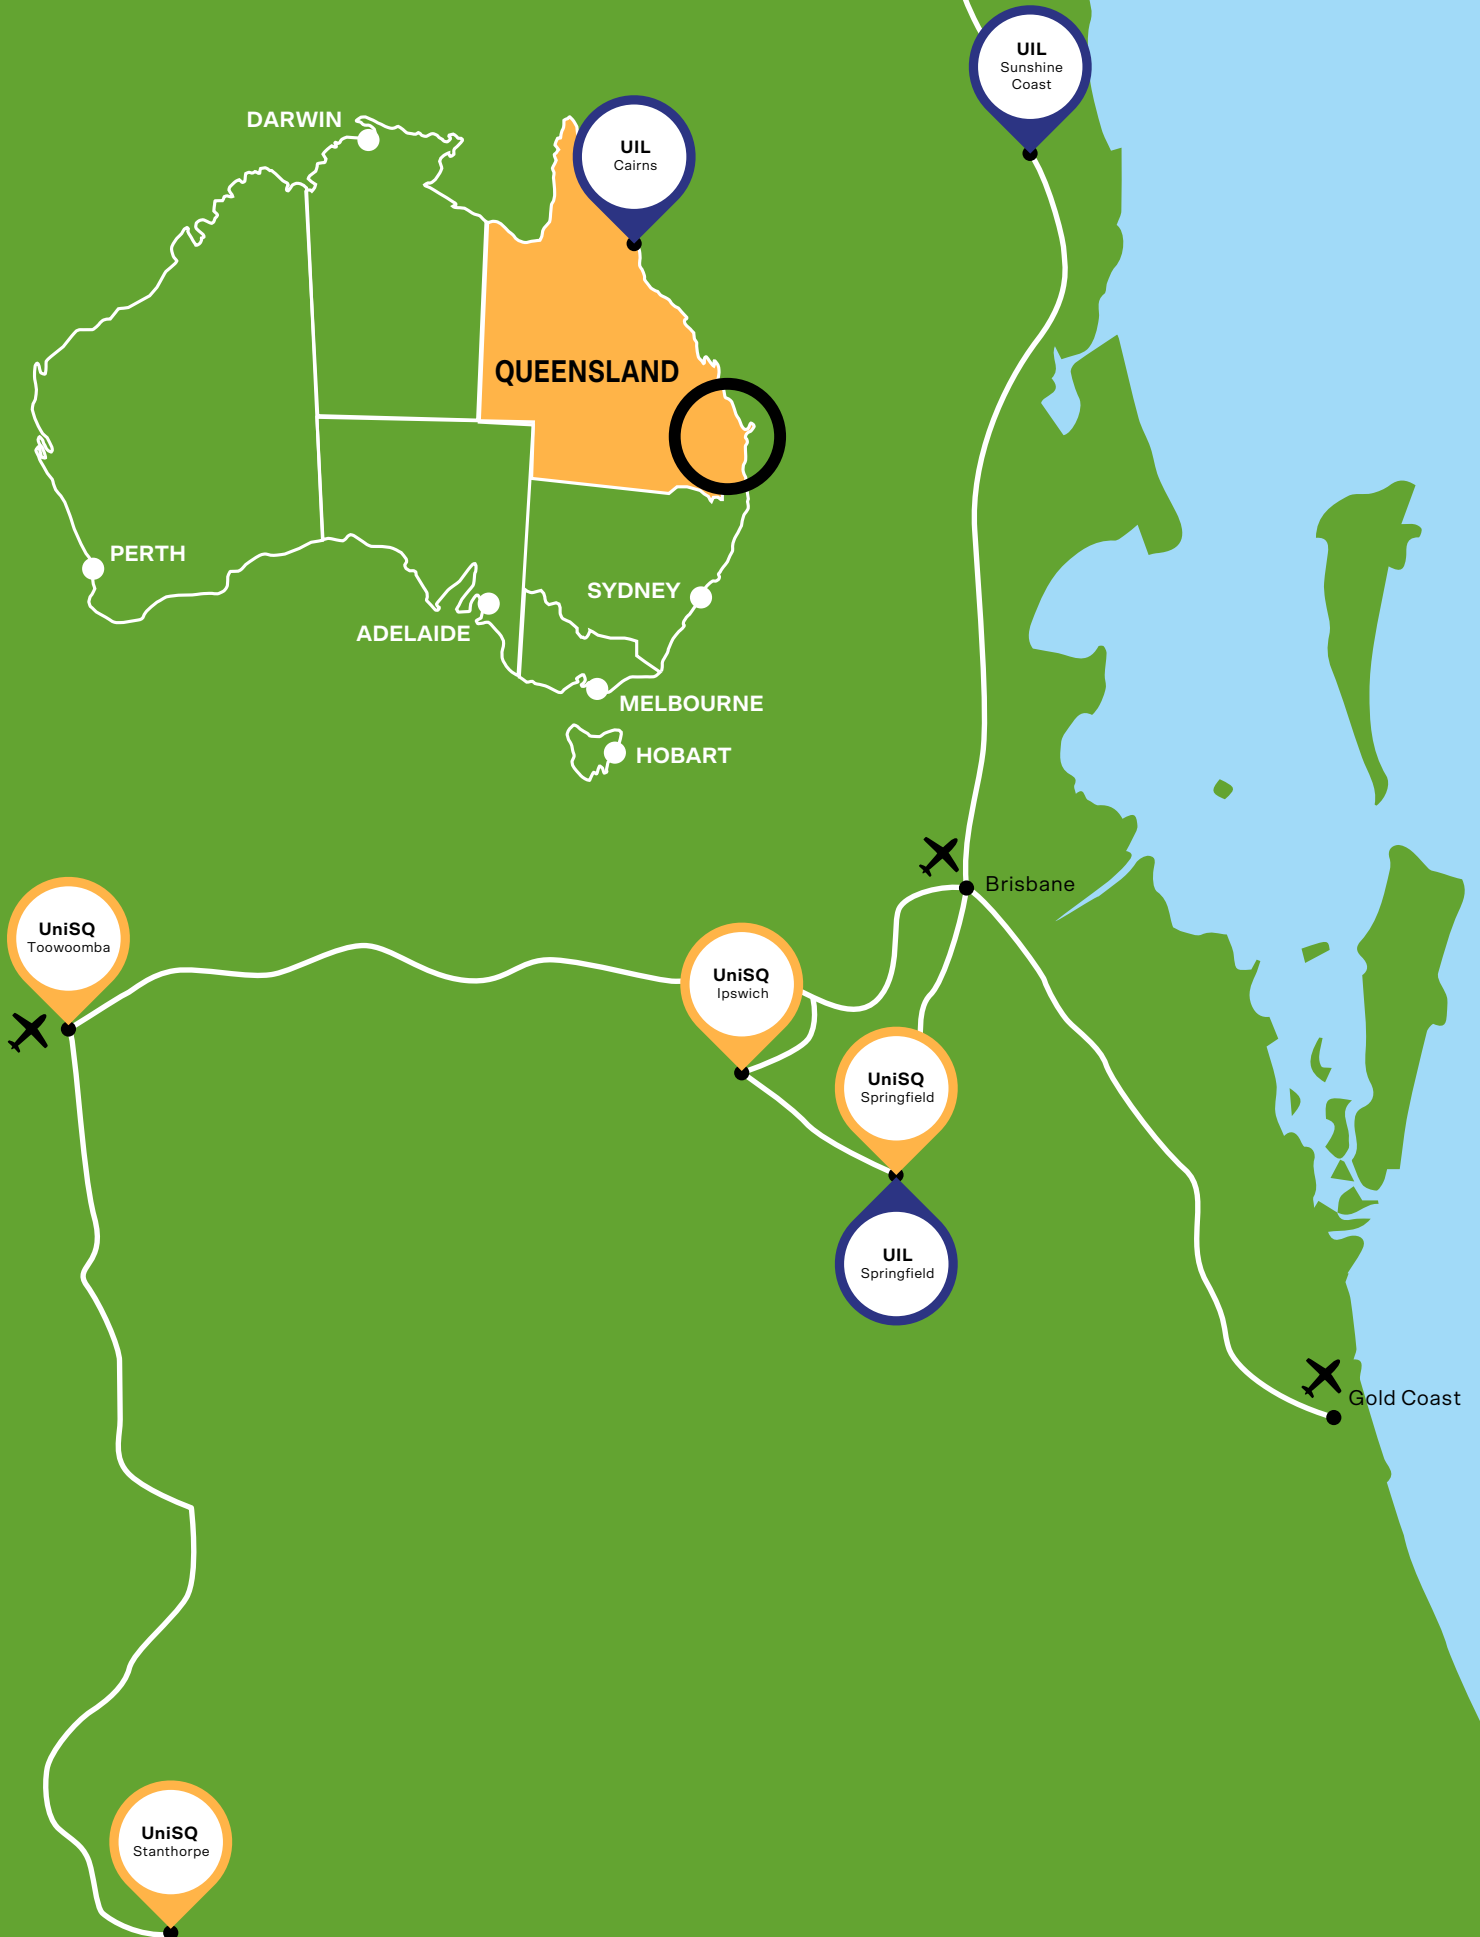 UIL
Sunshine
Coast
DARWIN
UIL
Cairns
QUEENSLAND
PERTH
SYDNEY
ADELAIDE
MELBOURNE
HOBART
Brisbane
UniSQ
Toowoomba
UniSQ
Ipswich
UniSQ
Springfield
UIL
Springfield
Gold Coast
UniSQ
Stanthorpe